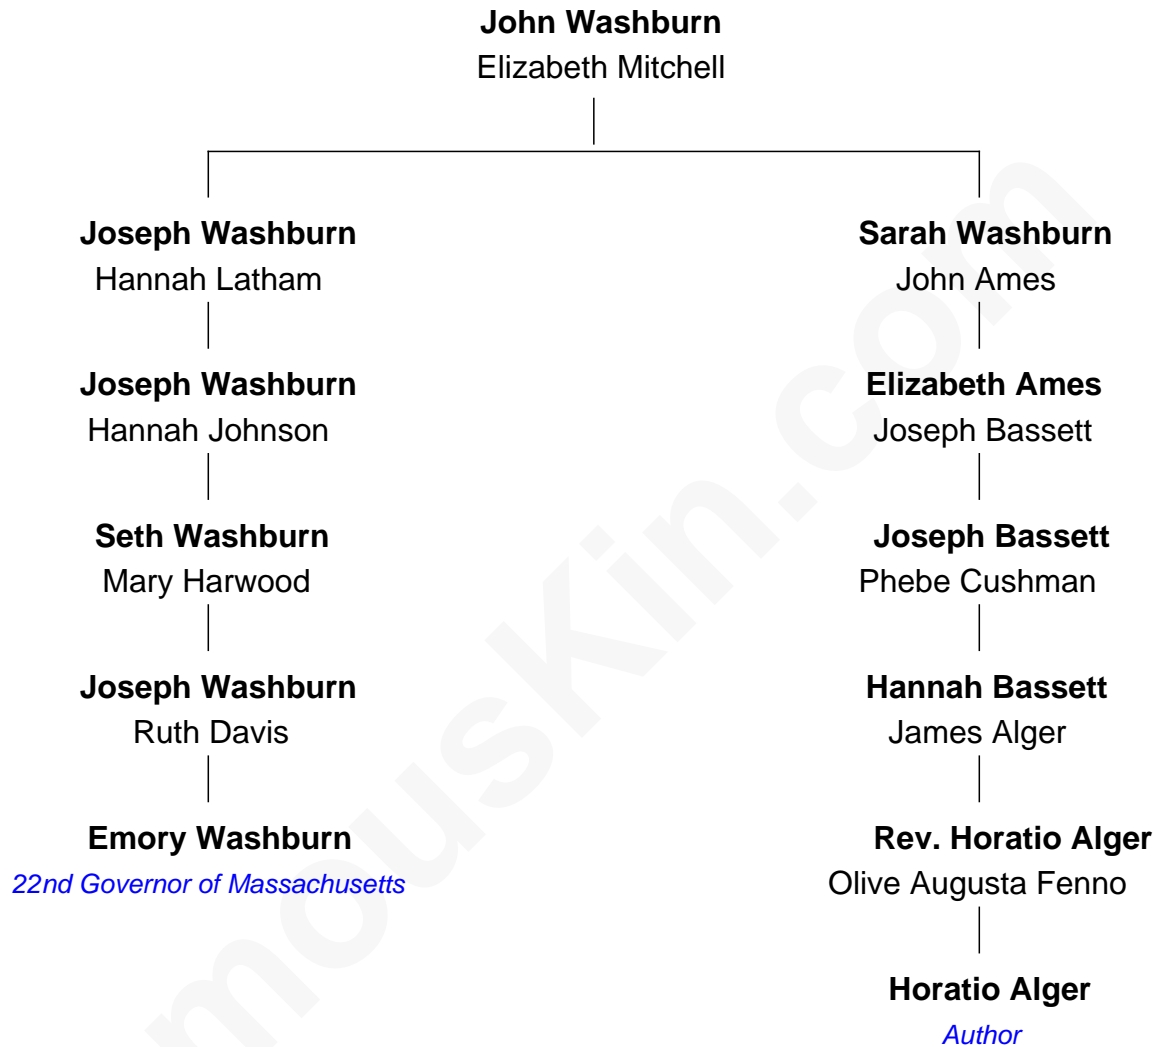 John Washburn
Elizabeth Mitchell
Joseph Washburn
Hannah Latham
Sarah Washburn
John Ames
Joseph Washburn
Hannah Johnson
Elizabeth Ames
Joseph Bassett
Seth Washburn
Mary Harwood
Joseph Bassett
Phebe Cushman
Joseph Washburn
Ruth Davis
Hannah Bassett
James Alger
Emory Washburn
22nd Governor of Massachusetts
Rev. Horatio Alger
Olive Augusta Fenno
Horatio Alger
Author
mousKin.com